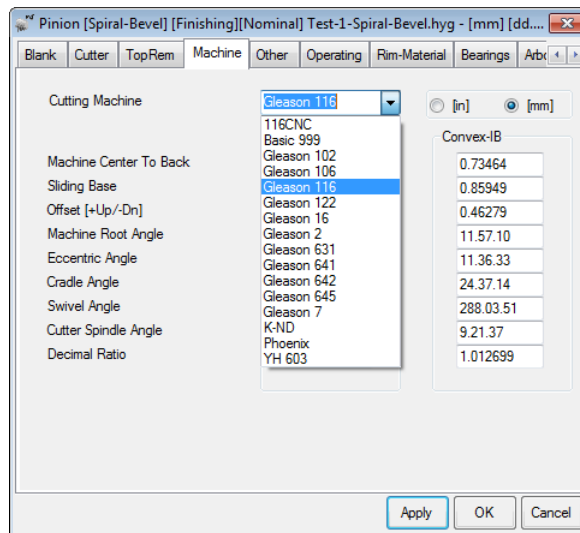 Pinion [Spiral-Bevel] [Finishing][Nominal] Test-1-Spiral-Bevel.hyg - [mm] [dd....
Blank Cutter TopRem Machine Other Operating Rim-Material Bearings Arbo
Cutting Machine Gleason 116 [in] [mm]
116CNC
Basic 999
Gleason 102
Gleason 106
Gleason 116
Gleason 122
Gleason 16
Gleason 2
Gleason 631
Gleason 641
Gleason 642
Gleason 645
Gleason 7
K-ND
Phoenix
YH 603
Convex-IB
Machine Center To Back 0.73464
Sliding Base 0.85949
Offset [+Up/-Dn] 0.46279
Machine Root Angle 11.57.10
Eccentric Angle 11.36.33
Cradle Angle 24.37.14
Swivel Angle 288.03.51
Cutter Spindle Angle 9.21.37
Decimal Ratio 1.012699
Apply OK Cancel